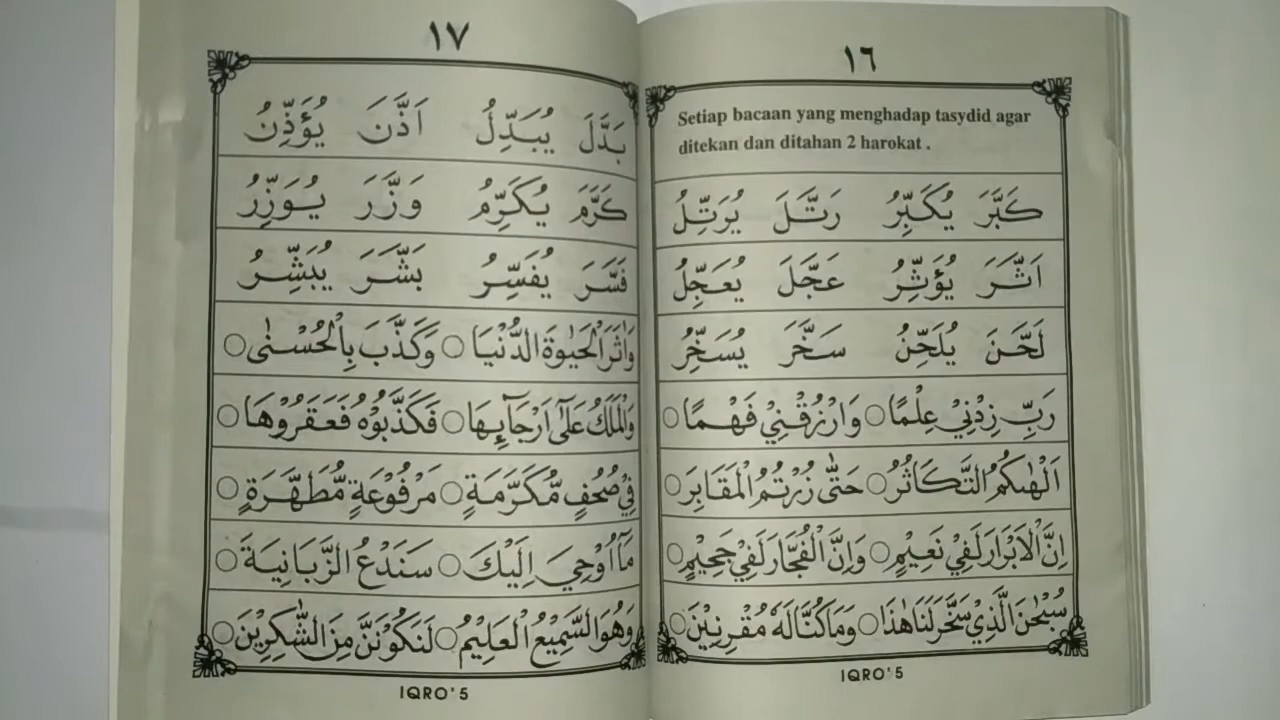 ١٦
Setiap bacaan yang menghadap tasydid agar
ditekan dan ditahan 2 harokat .
كَبَّرَ يُكَبِّرُ رَتَّلَ يُرَتِّلُ
اَثَّرَ يُؤَثِّرُ عَجَّلَ يُعَجِّلُ
لَحَّنَ يُلَحِّنُ سَخَّرَ يُسَخِّرُ
رَبِّ زِدْنِيْ عِلْمًا ○ وَارْزُقْنِيْ فَهْمًا ○
اَلْهٰىكُمُ التَّكَاثُرُ ○ حَتّٰى زُرْتُمُ الْمَقَابِرَ ○
اِنَّ الْاَبْرَارَ لَفِيْ نَعِيْمٍ ○ وَاِنَّ الْفُجَّارَ لَفِيْ جَحِيْمٍ ○
سُبْحٰنَ الَّذِيْ سَخَّرَ لَنَا هٰذَا ○ وَمَا كُنَّا لَهٗ مُقْرِنِيْنَ ○
IQRO' 5
١٧
بَدَّلَ يُبَدِّلُ اَذَّنَ يُؤَذِّنُ
كَرَّمَ يُكَرِّمُ وَزَّرَ يُوَزِّرُ
فَسَّرَ يُفَسِّرُ بَشَّرَ يُبَشِّرُ
وَاٰثَرَ الْحَيٰوةَ الدُّنْيَا ○ وَكَذَّبَ بِالْحُسْنٰى ○
وَالْمَلَكُ عَلٰٓى اَرْجَآئِهَا ○ فَكَذَّبُوْهُ فَعَقَرُوْهَا ○
فِيْ صُحُفٍ مُّكَرَّمَةٍ ○ مَرْفُوْعَةٍ مُّطَهَّرَةٍ ○
مَآ اُوْحِيَ اِلَيْكَ ○ سَنَدْعُ الزَّبَانِيَةَ ○
وَهُوَ السَّمِيْعُ الْعَلِيْمُ ○ لَنَكُوْنَنَّ مِنَ الشّٰكِرِيْنَ ○
IQRO' 5